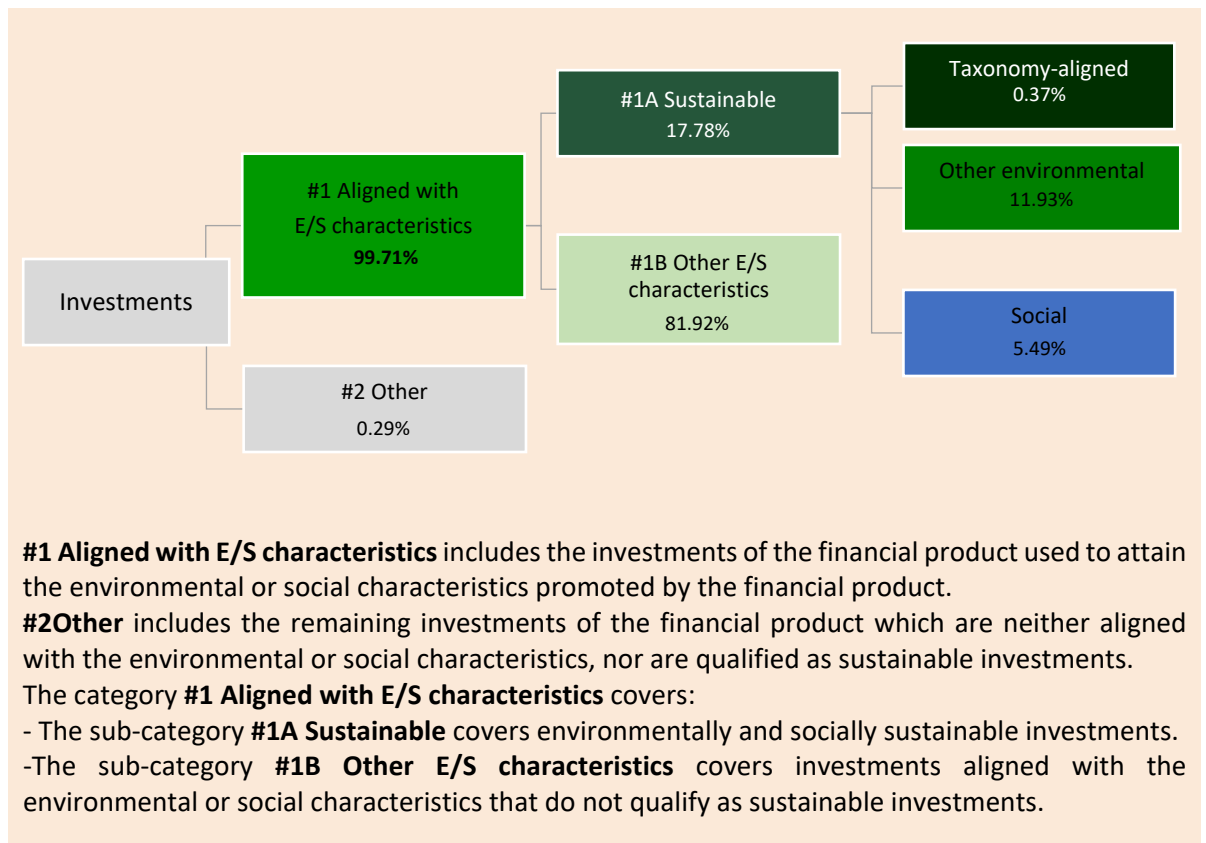 Investments
#1 Aligned with
E/S characteristics
99.71%
#2 Other
0.29%
#1A Sustainable
17.78%
#1B Other E/S
characteristics
81.92%
Taxonomy-aligned
0.37%
Other environmental
11.93%
Social
5.49%
#1 Aligned with E/S characteristics includes the investments of the financial product used to attain
the environmental or social characteristics promoted by the financial product.
#2Other includes the remaining investments of the financial product which are neither aligned
with the environmental or social characteristics, nor are qualified as sustainable investments.
The category #1 Aligned with E/S characteristics covers:
- The sub-category #1A Sustainable covers environmentally and socially sustainable investments.
-The sub-category #1B Other E/S characteristics covers investments aligned with the
environmental or social characteristics that do not qualify as sustainable investments.